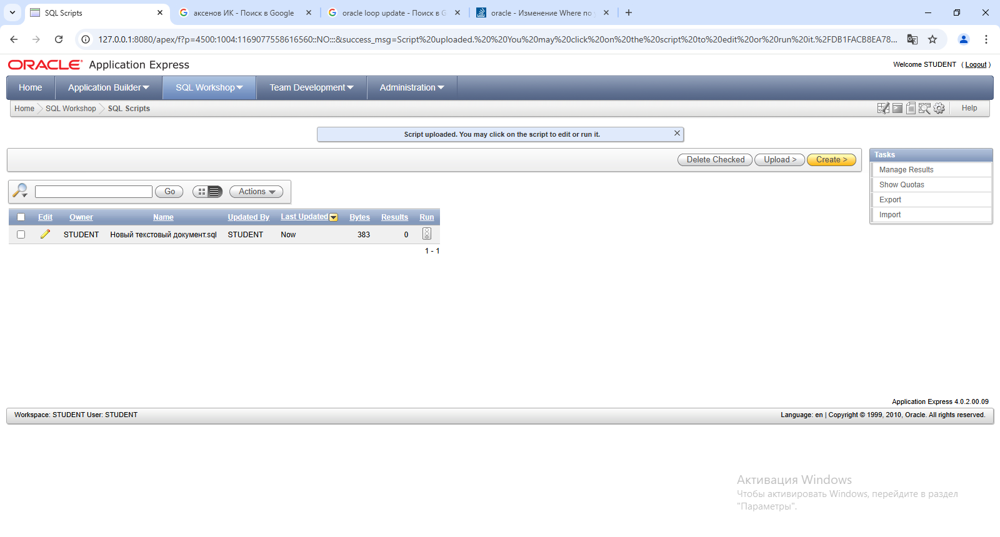 SQL Scripts
аксенов ИК - Поиск в Google
oracle loop update - Поиск в G
oracle - Изменение Where по
127.0.0.1:8080/apex/f?p=4500:1004:1169077558616560::NO:::&success_msg=Script%20uploaded.%20%20You%20may%20click%20on%20the%20script%20to%20edit%20or%20run%20it.%2FDB1FACB8EA78...
ORACLE Application Express
Welcome STUDENT ( Logout )
Home
Application Builder
SQL Workshop
Team Development
Administration
Home
SQL Workshop
SQL Scripts
Help
Script uploaded. You may click on the script to edit or run it.
Delete Checked
Upload >
Create >
Tasks
Manage Results
Show Quotas
Export
Import
Go
Actions
Edit Owner Name Updated By Last Updated Bytes Results Run
STUDENT Новый текстовый документ.sql STUDENT Now 383 0
1 - 1
Application Express 4.0.2.00.09
Workspace: STUDENT User: STUDENT
Language: en | Copyright © 1999, 2010, Oracle. All rights reserved.
Активация Windows
Чтобы активировать Windows, перейдите в раздел
"Параметры".